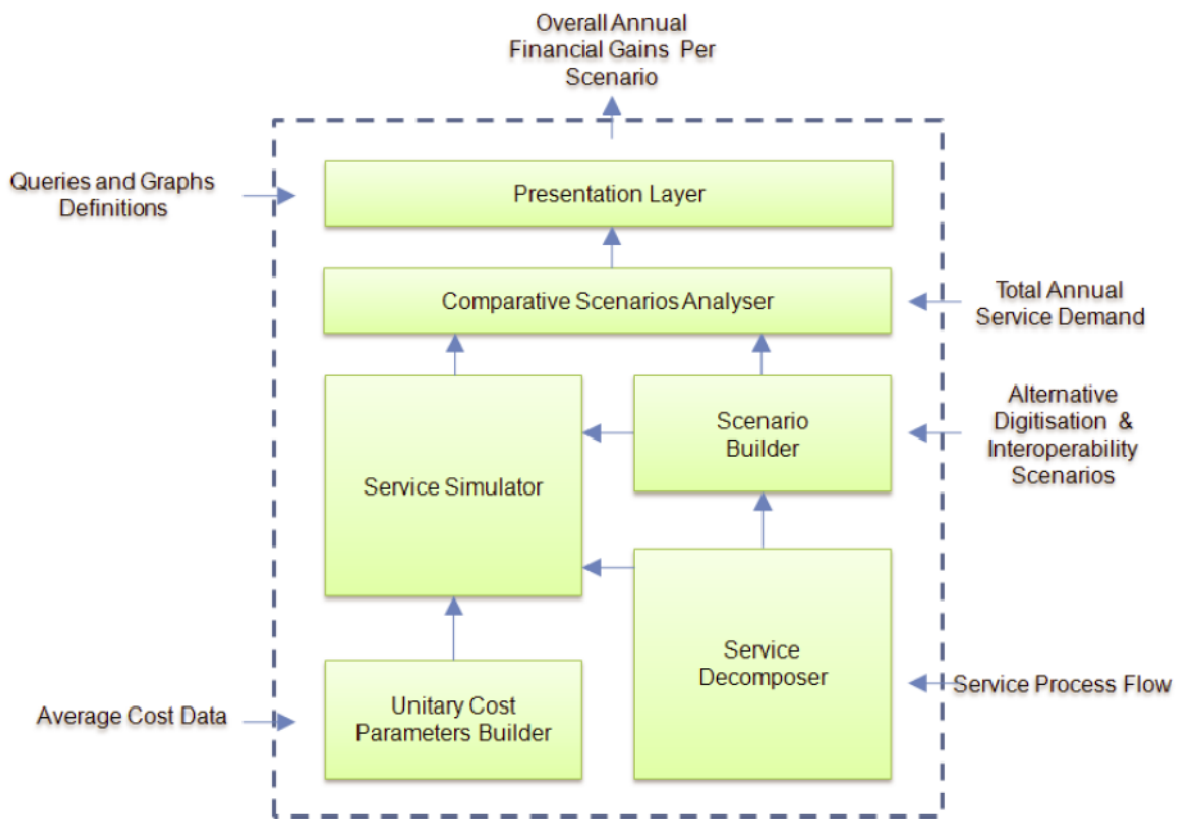 Overall Annual
Financial Gains Per
Scenario
Queries and Graphs
Definitions
Presentation Layer
Comparative Scenarios Analyser
Total Annual
Service Demand
Service Simulator
Scenario
Builder
Alternative
Digitisation &
Interoperability
Scenarios
Average Cost Data
Unitary Cost
Parameters Builder
Service
Decomposer
Service Process Flow